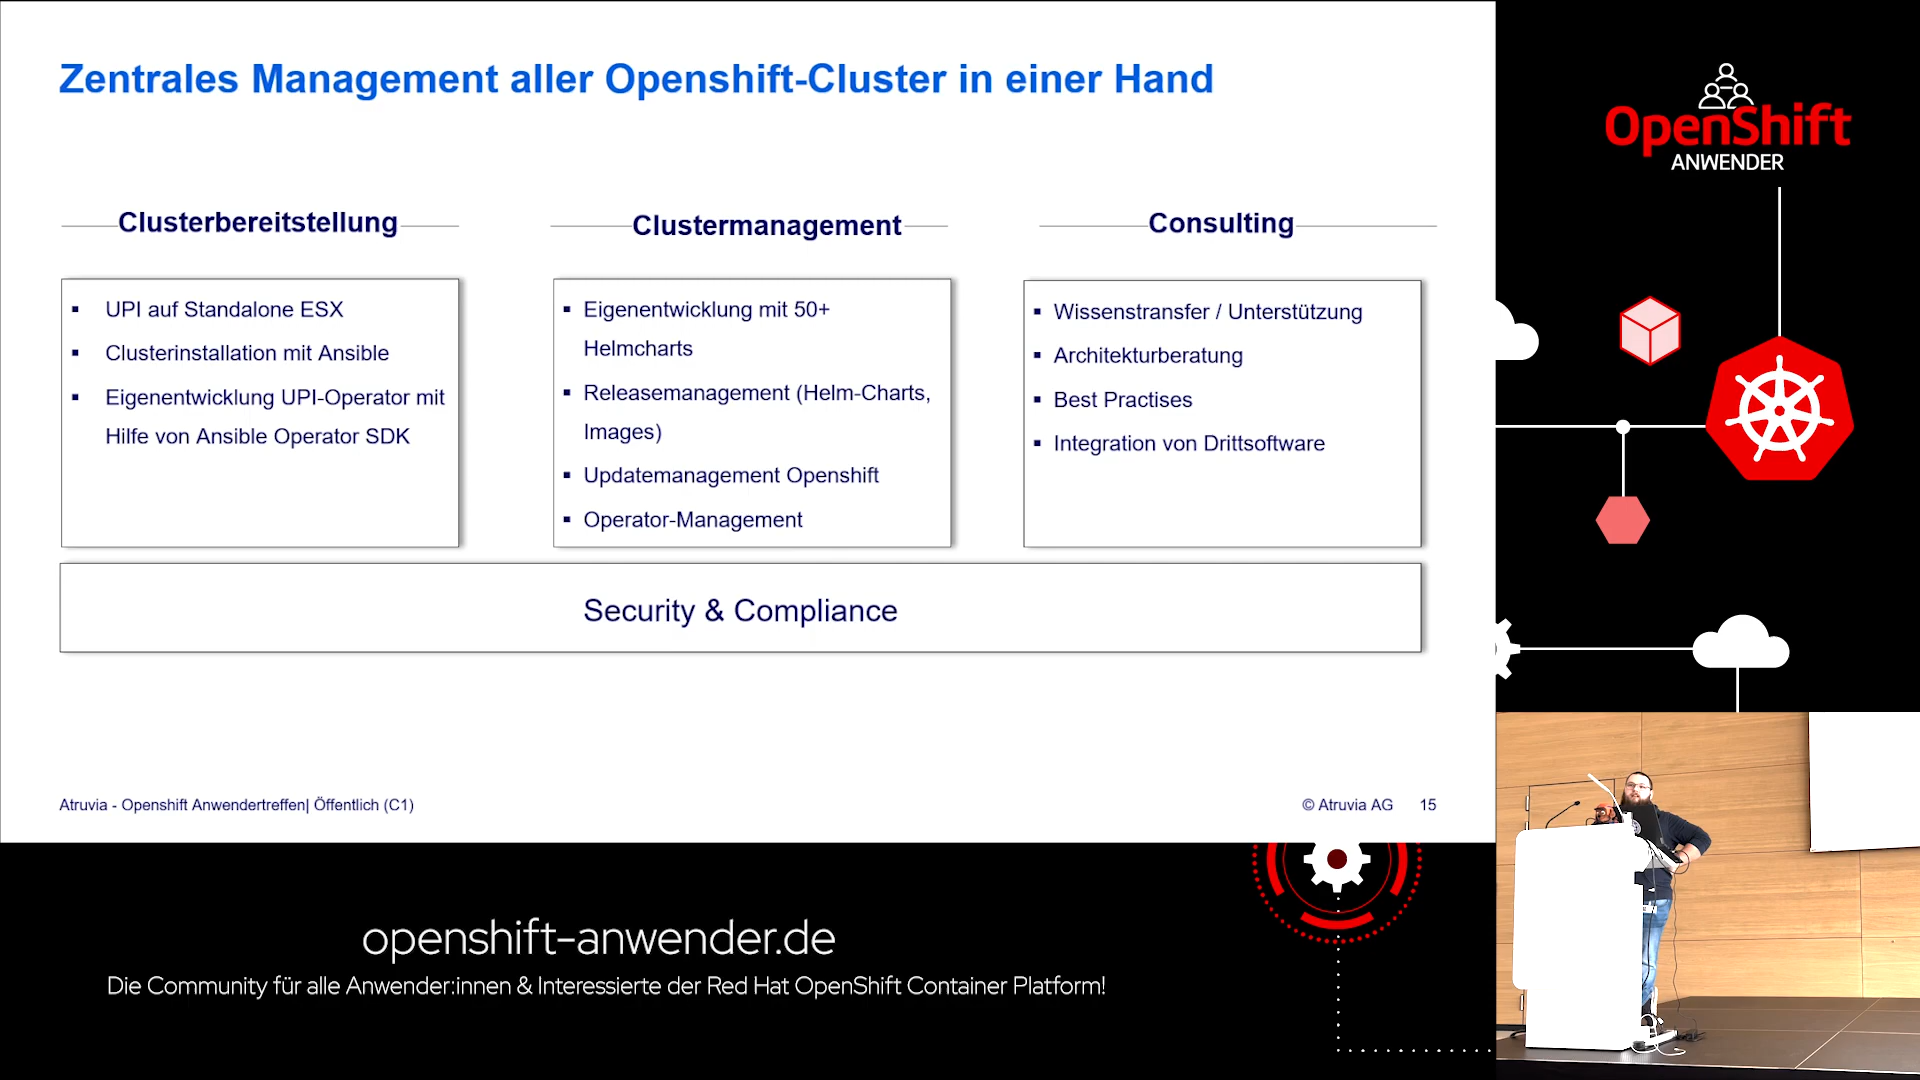 Zentrales Management aller Openshift-Cluster in einer Hand
Clusterbereitstellung
UPI auf Standalone ESX
Clusterinstallation mit Ansible
Eigenentwicklung UPI-Operator mit
Hilfe von Ansible Operator SDK
Clustermanagement
Eigenentwicklung mit 50+
Helmcharts
Releasemanagement (Helm-Charts,
Images)
Updatemanagement Openshift
Operator-Management
Consulting
Wissenstransfer / Unterstützung
Architekturberatung
Best Practises
Integration von Drittsoftware
Security & Compliance
Atruvia - Openshift Anwendertreffen| Öffentlich (C1)
© Atruvia AG 15
OpenShift
ANWENDER
openshift-anwender.de
Die Community für alle Anwender:innen & Interessierte der Red Hat OpenShift Container Platform!